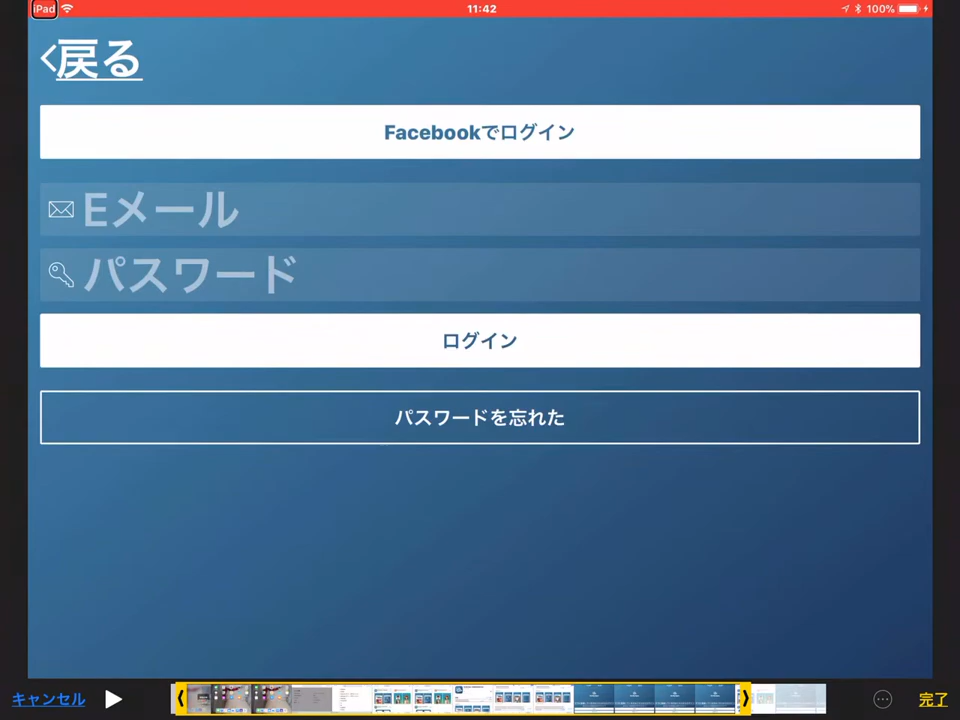 iPad 11:42 100%
戻る
Facebookでログイン
Eメール
パスワード
ログイン
パスワードを忘れた
キャンセル 完了